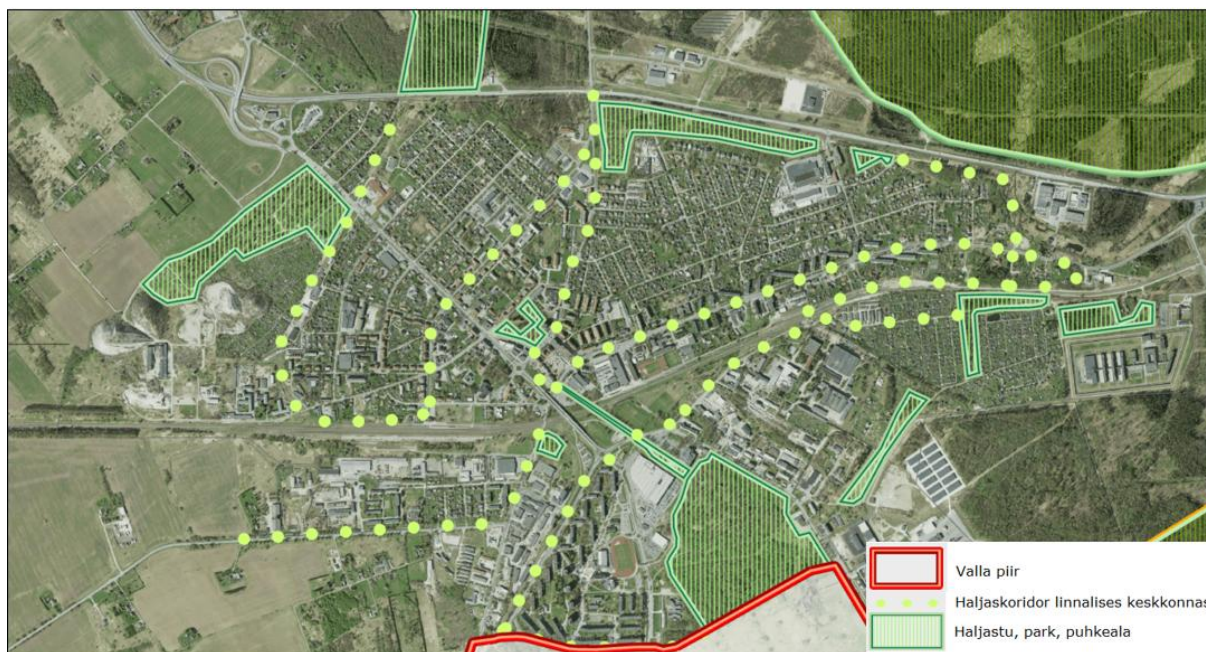 Valla piir
Haljaskoridor linnalises keskkonnas
Haljastu, park, puhkeala